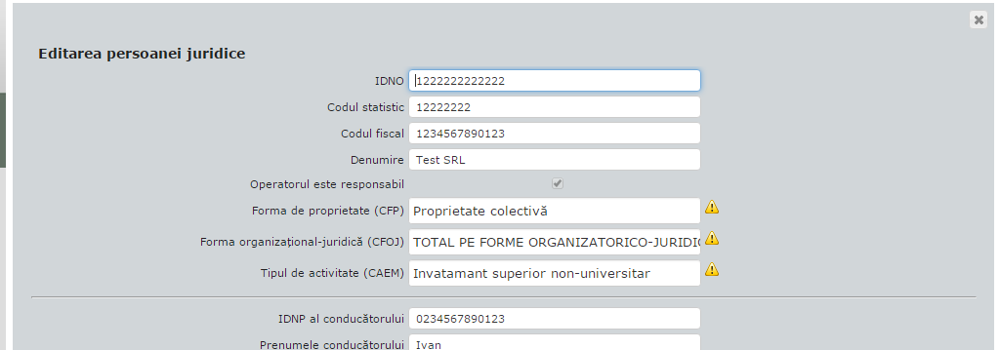 Editarea persoanei juridice
IDNO 1222222222222
Codul statistic 12222222
Codul fiscal 1234567890123
Denumire Test SRL
Operatorul este responsabil
Forma de proprietate (CFP) Proprietate colectivă
Forma organizațional-juridică (CFOJ) TOTAL PE FORME ORGANIZATORICO-JURIDIC
Tipul de activitate (CAEM) Invatamant superior non-universitar
IDNP al conducătorului 0234567890123
Prenumele conducătorului Ivan